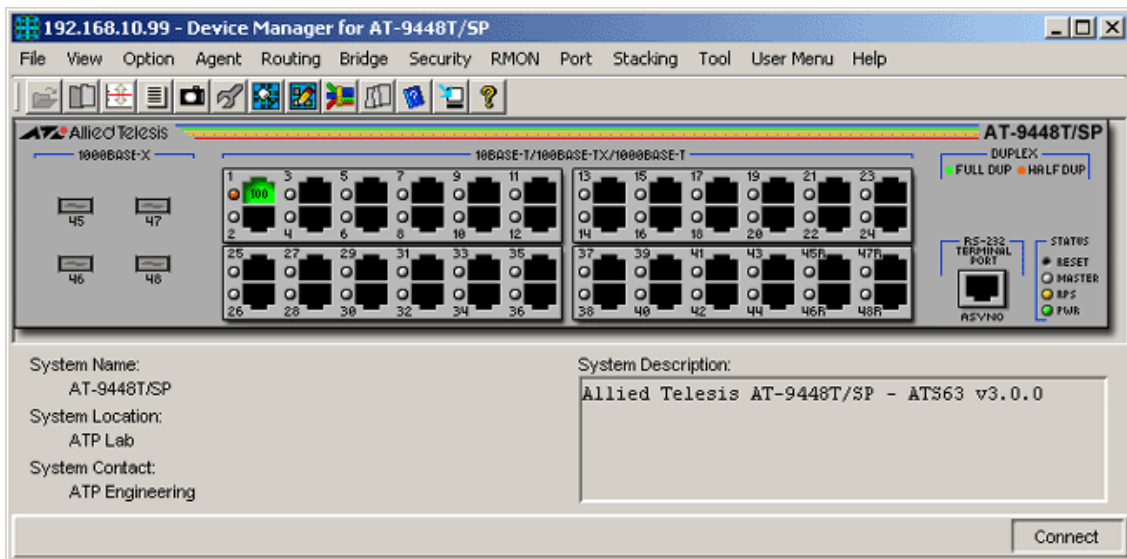 192.168.10.99 - Device Manager for AT-9448T/SP
File View Option Agent Routing Bridge Security RMON Port Stacking Tool User Menu Help
Allied Telesis
AT-9448T/SP
1000BASE-X
10BASE-T/100BASE-TX/1000BASE-T
DUPLEX
FULL DUP HALF DUP
1 3 5 7 9 11 13 15 17 19 21 23
100
45 47
2 4 6 8 10 12 14 16 18 20 22 24
25 27 29 31 33 35 37 39 41 43 45R 47R
46 48
26 28 30 32 34 36 38 40 42 44 46R 48R
RS-232
TERMINAL
PORT
ASYN0
STATUS
RESET
MASTER
RPS
PWR
System Name:
AT-9448T/SP
System Location:
ATP Lab
System Contact:
ATP Engineering
System Description:
Allied Telesis AT-9448T/SP - ATS63 v3.0.0
Connect